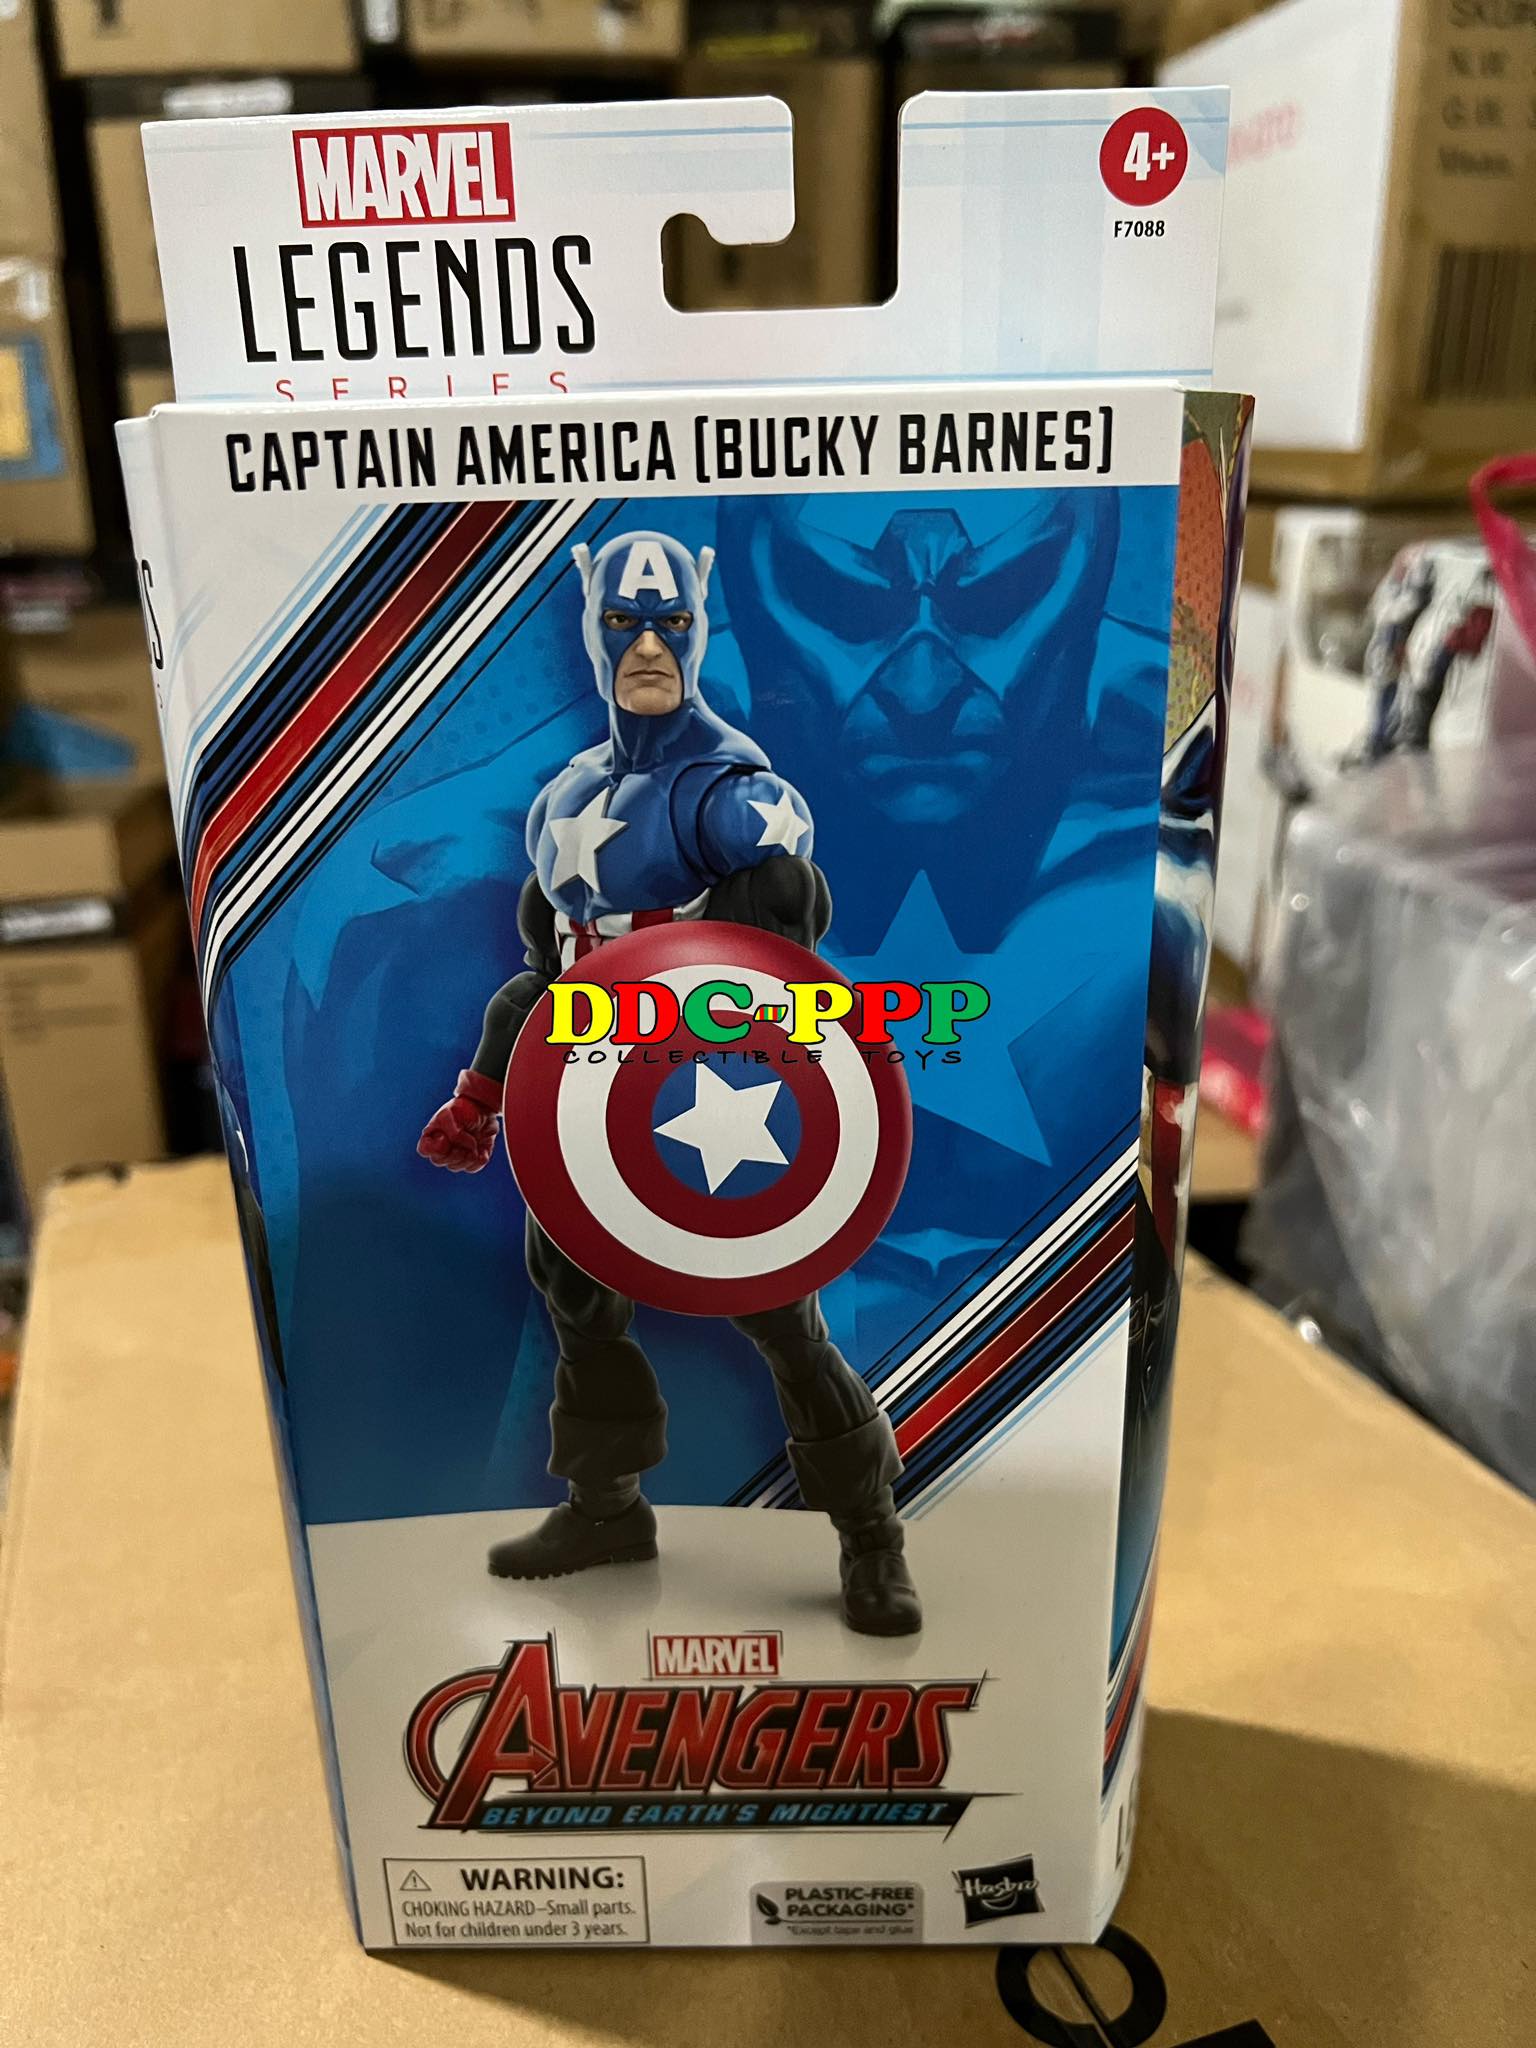 MARVEL
LEGENDS
SERIES
4+
F7088
CAPTAIN AMERICA (BUCKY BARNES)
A
DDC-PPP
COLLECTIBLE TOYS
MARVEL
AVENGERS
BEYOND EARTH'S MIGHTIEST
WARNING:
CHOKING HAZARD–Small parts.
Not for children under 3 years.
PLASTIC-FREE
PACKAGING*
*Except tape and glue
Hasbro